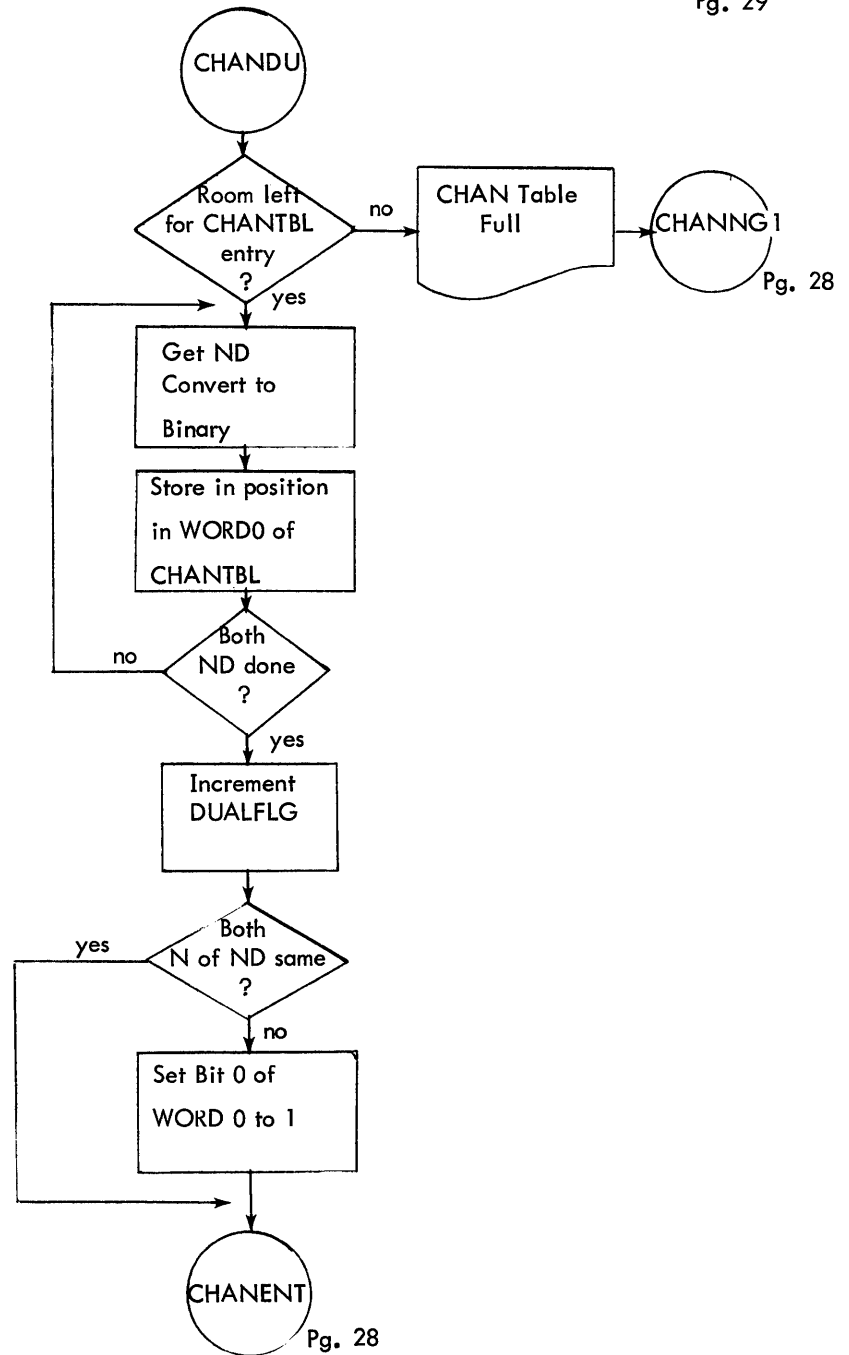 Pg. 29
CHANDU
Room left
for CHANTBL
entry
?
no
CHAN Table
Full
CHANNG1
Pg. 28
yes
Get ND
Convert to
Binary
Store in position
in WORD0 of
CHANTBL
Both
ND done
?
no
yes
Increment
DUALFLG
Both
N of ND same
?
yes
no
Set Bit 0 of
WORD 0 to 1
CHANENT
Pg. 28